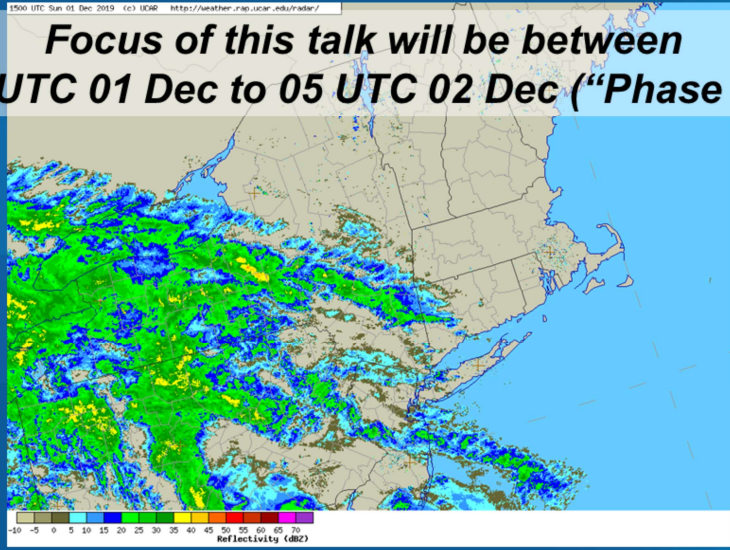 1500 UTC Sun 01 Dec 2019 (c) UCAR http://weather.rap.ucar.edu/radar/
Focus of this talk will be between
UTC 01 Dec to 05 UTC 02 Dec (“Phase
-10 -5 0 5 10 15 20 25 30 35 40 45 50 55 60 65 70
Reflectivity (dBZ)